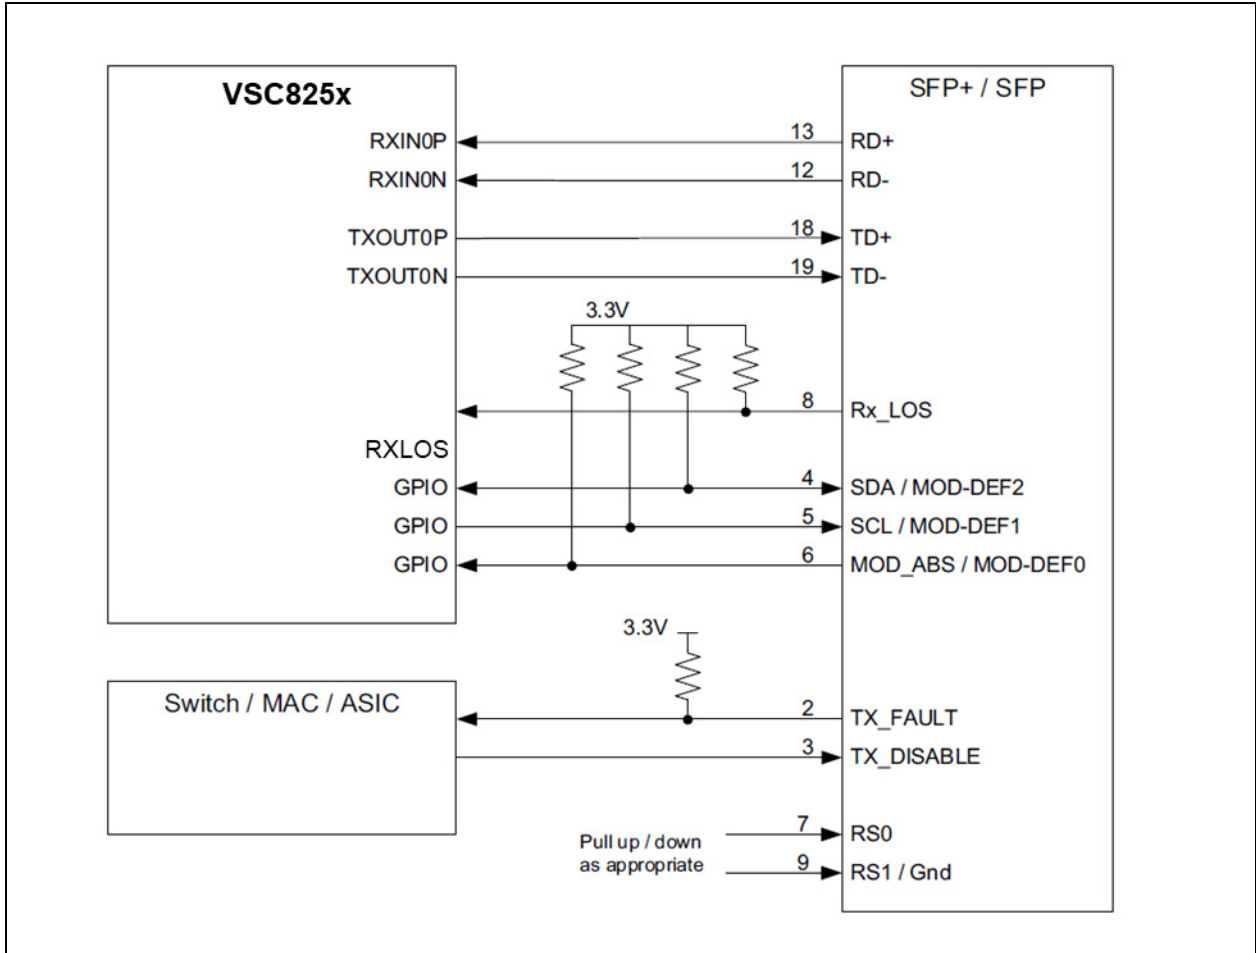 VSC825x
SFP+ / SFP
RXIN0P
13
RD+
RXIN0N
12
RD-
TXOUT0P
18
TD+
TXOUT0N
19
TD-
3.3V
8
Rx_LOS
RXLOS
GPIO
4
SDA / MOD-DEF2
GPIO
5
SCL / MOD-DEF1
GPIO
6
MOD_ABS / MOD-DEF0
3.3V
Switch / MAC / ASIC
2
TX_FAULT
3
TX_DISABLE
Pull up / down
as appropriate
7
RS0
9
RS1 / Gnd